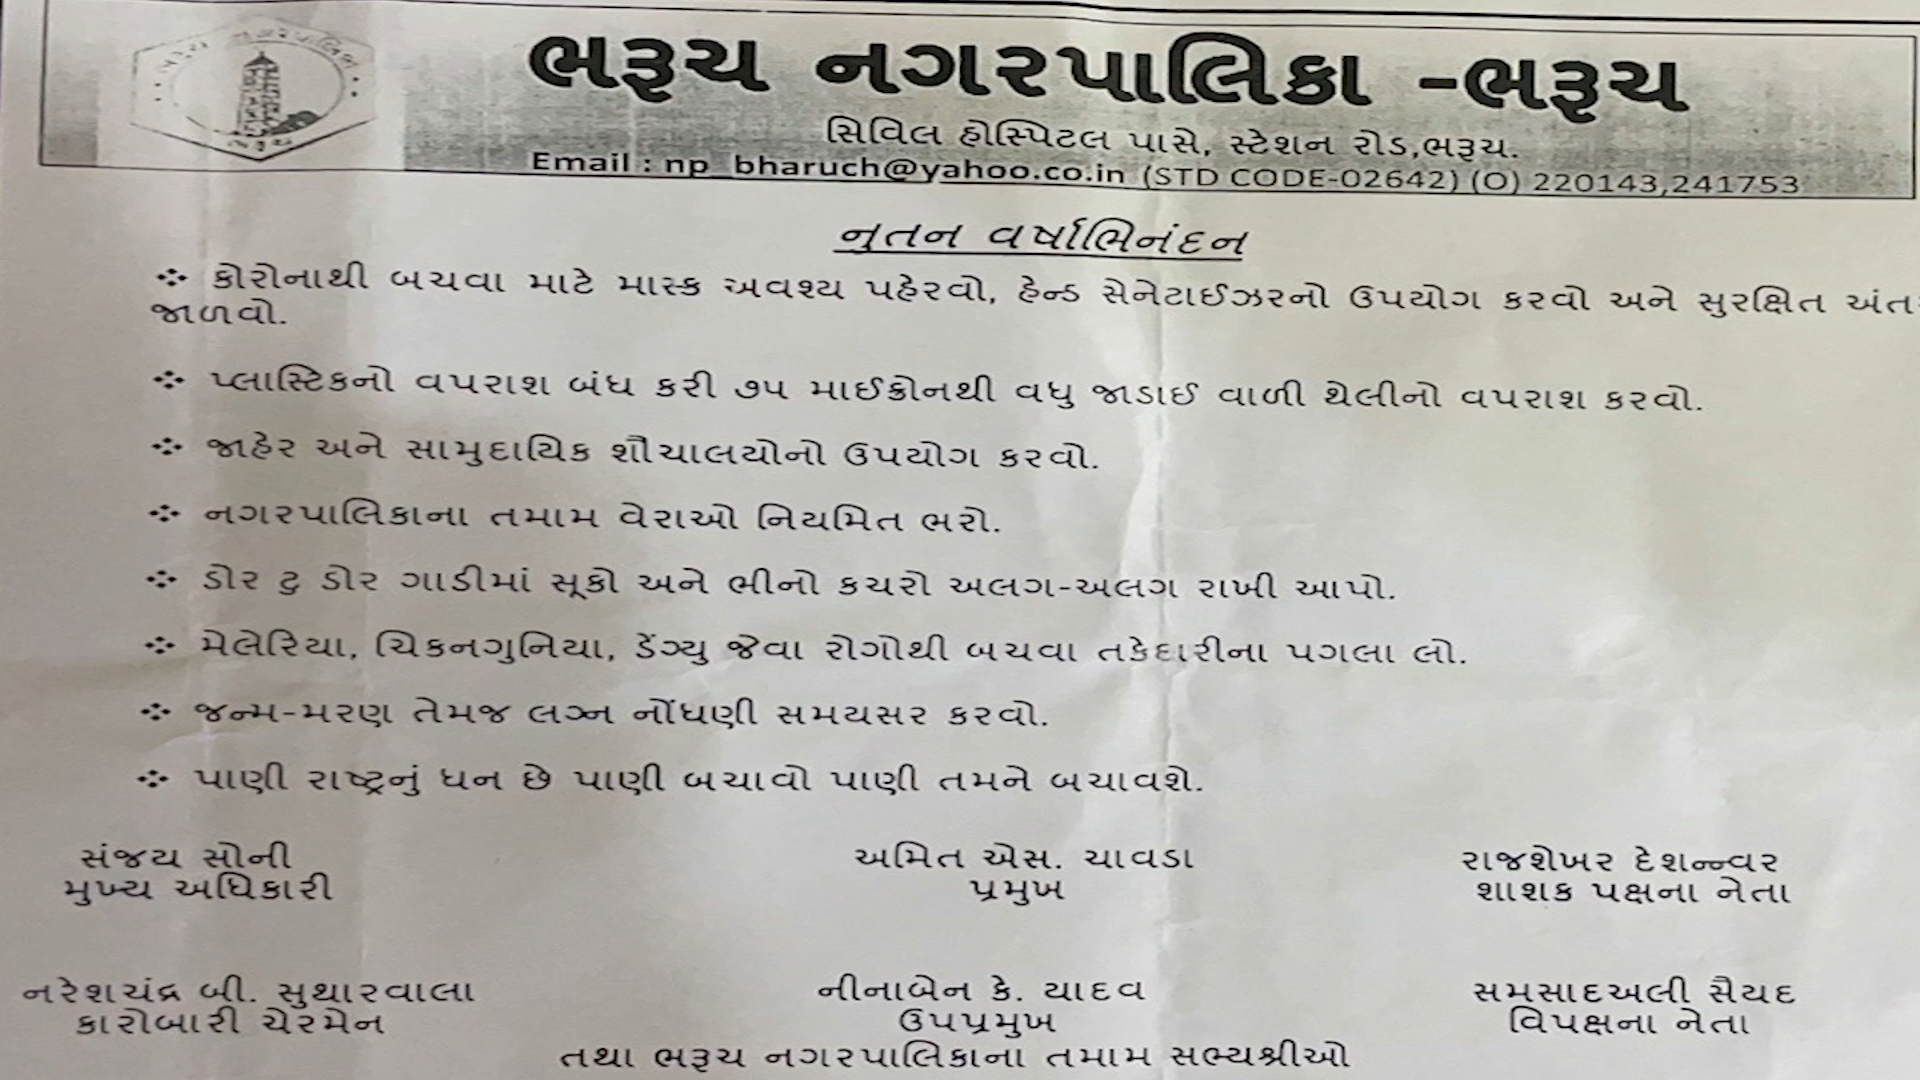 ભરૂચ નગરપાલિકા
ભરૂચ
ભરૂચ નગરપાલિકા -ભરૂચ
સિવિલ હોસ્પિટલ પાસે, સ્ટેશન રોડ,ભરૂચ.
Email : np_bharuch@yahoo.co.in (STD CODE-02642) (O) 220143,241753
નુતન વર્ષાભિનંદન
❖ કોરોનાથી બચવા માટે માસ્ક અવશ્ય પહેરવો, હેન્ડ સેનેટાઈઝરનો ઉપયોગ કરવો અને સુરક્ષિત
જાળવો.
❖ પ્લાસ્ટિકનો વપરાશ બંધ કરી ૭૫ માઈક્રોનથી વધુ જાડાઈ વાળી થેલીનો વપરાશ કરવો.
❖ જાહેર અને સામુદાયિક શૌચાલયોનો ઉપયોગ કરવો.
❖ નગરપાલિકાના તમામ વેરાઓ નિયમિત ભરો.
❖ ડોર ટુ ડોર ગાડીમાં સૂકો અને ભીનો કચરો અલગ-અલગ રાખી આપો.
❖ મેલેરિયા, ચિકનગુનિયા, ડેંગ્યુ જેવા રોગોથી બચવા તકેદારીના પગલા લો.
❖ જન્મ-મરણ તેમજ લગ્ન નોંધણી સમયસર કરવો.
❖ પાણી રાષ્ટ્રનું ધન છે પાણી બચાવો પાણી તમને બચાવશે.
સંજય સોની
મુખ્ય અધિકારી
અમિત એસ. ચાવડા
પ્રમુખ
રાજશેખર દેશન્ન્વર
શાશક પક્ષના નેતા
નરેશચંદ્ર બી. સુથારવાલા
કારોબારી ચેરમેન
નીનાબેન કે. યાદવ
ઉપપ્રમુખ
સમસાદઅલી સૈયદ
વિપક્ષના નેતા
તથા ભરૂચ નગરપાલિકાના તમામ સભ્યશ્રીઓ